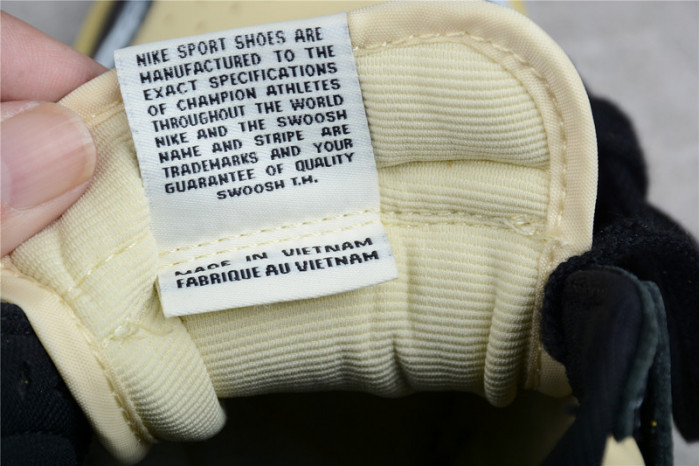 NIKE SPORT SHOES ARE
MANUFACTURED TO THE
EXACT SPECIFICATIONS
OF CHAMPION ATHLETES
THROUGHOUT THE WORLD
NIKE AND THE SWOOSH
NAME AND STRIPE ARE
TRADEMARKS AND YOUR
GUARANTEE OF QUALITY
SWOOSH T.M.
MADE IN VIETNAM
FABRIQUE AU VIETNAM